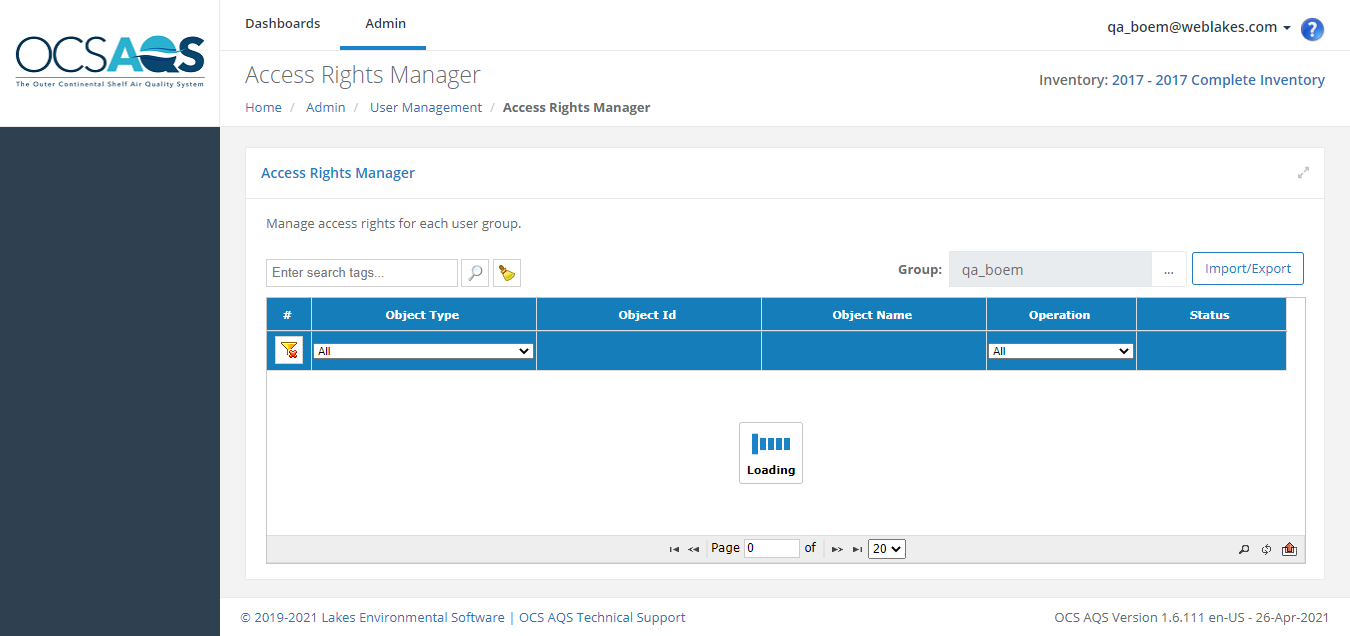 OCSAQS
The Outer Continental Shelf Air Quality System
Dashboards Admin
qa_boem@weblakes.com
?
Access Rights Manager
Inventory: 2017 - 2017 Complete Inventory
Home / Admin / User Management / Access Rights Manager
Access Rights Manager
Manage access rights for each user group.
Enter search tags...
Group: qa_boem ... Import/Export
# Object Type Object Id Object Name Operation Status
All All
Loading
Page 0 of 20
© 2019-2021 Lakes Environmental Software | OCS AQS Technical Support
OCS AQS Version 1.6.111 en-US - 26-Apr-2021